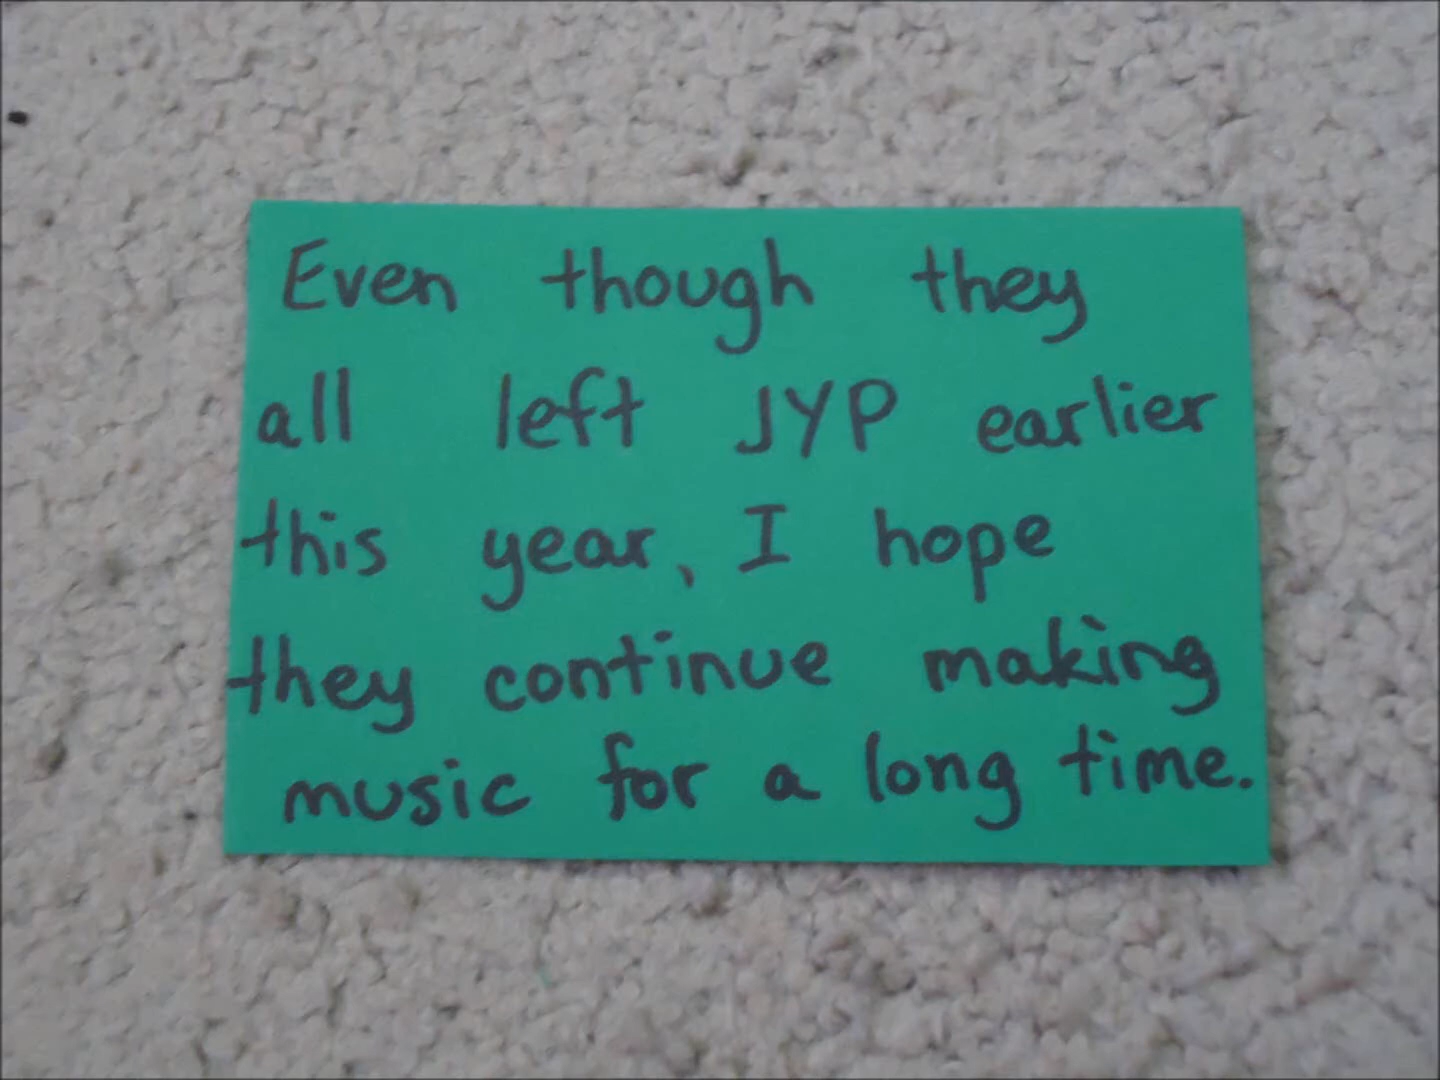 Even though they
all left JYP earlier
this year, I hope
they continue making
music for a long time.